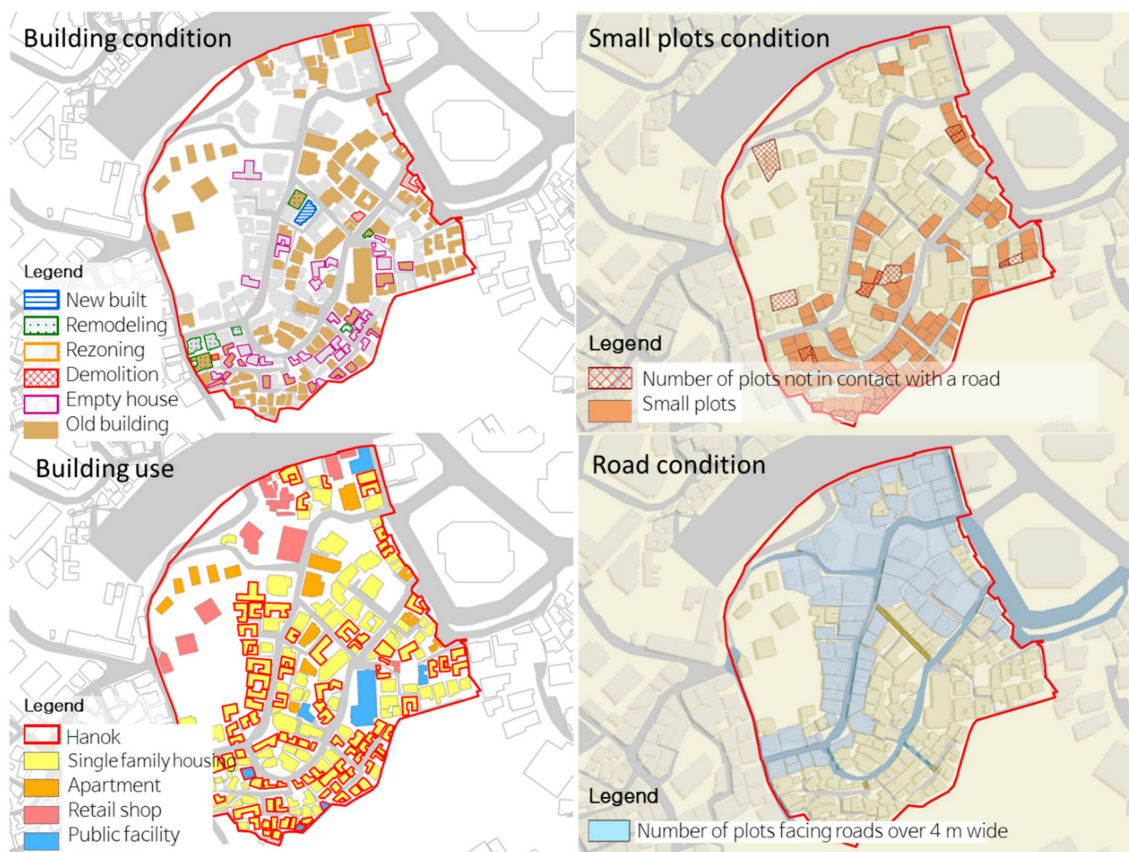 Building condition
Legend
New built
Remodeling
Rezoning
Demolition
Empty house
Old building
Small plots condition
Legend
Number of plots not in contact with a road
Small plots
Building use
Legend
Hanok
Single family housing
Apartment
Retail shop
Public facility
Road condition
Legend
Number of plots facing roads over 4 m wide